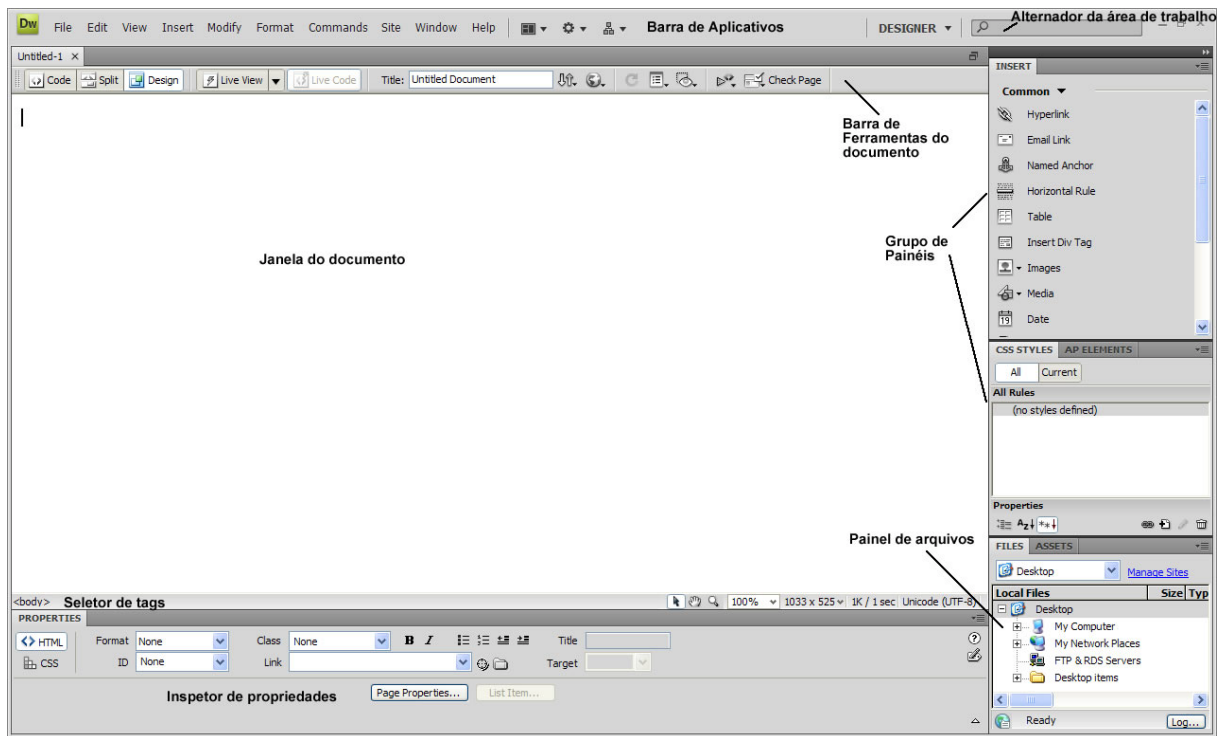 Dw File Edit View Insert Modify Format Commands Site Window Help Barra de Aplicativos DESIGNER Alternador da área de trabalho
Untitled-1
Code Split Design Live View Live Code Title: Untitled Document Check Page
Barra de
Ferramentas do
documento
Janela do documento
Grupo de
Painéis
Painel de arquivos
INSERT
Common
Hyperlink
Email Link
Named Anchor
Horizontal Rule
Table
Insert Div Tag
Images
Media
19 Date
CSS STYLES AP ELEMENTS
All Current
All Rules
(no styles defined)
Properties
FILES ASSETS
Desktop Manage Sites
Local Files Size Typ
Desktop
My Computer
My Network Places
FTP & RDS Servers
Desktop items
Ready Log...
<body> Seletor de tags 100% 1033 x 525 1K / 1 sec Unicode (UTF-8)
PROPERTIES
<> HTML Format None Class None B I Title
CSS ID None Link Target
Inspetor de propriedades Page Properties... List Item...